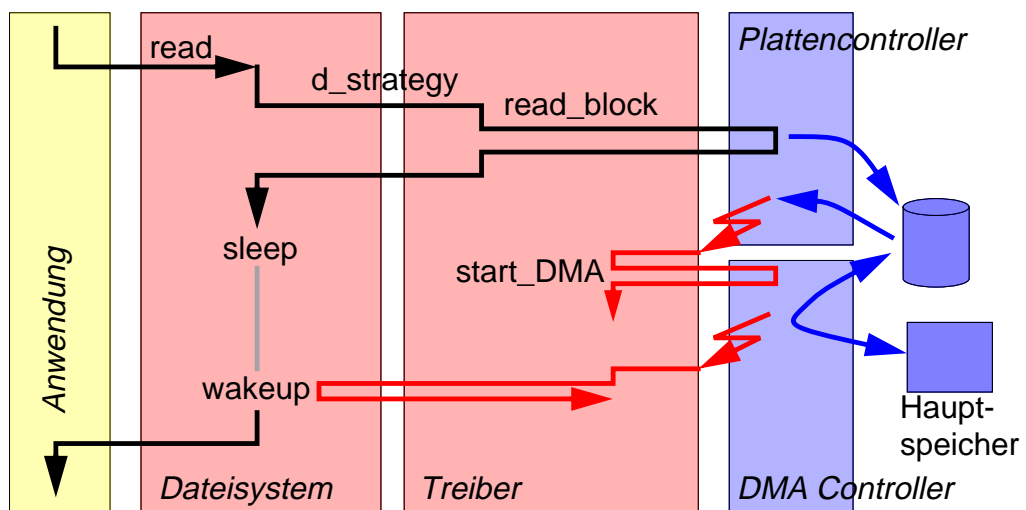 Plattencontroller
read
d_strategy
read_block
sleep
start_DMA
Anwendung
wakeup
Haupt-
speicher
Dateisystem
Treiber
DMA Controller